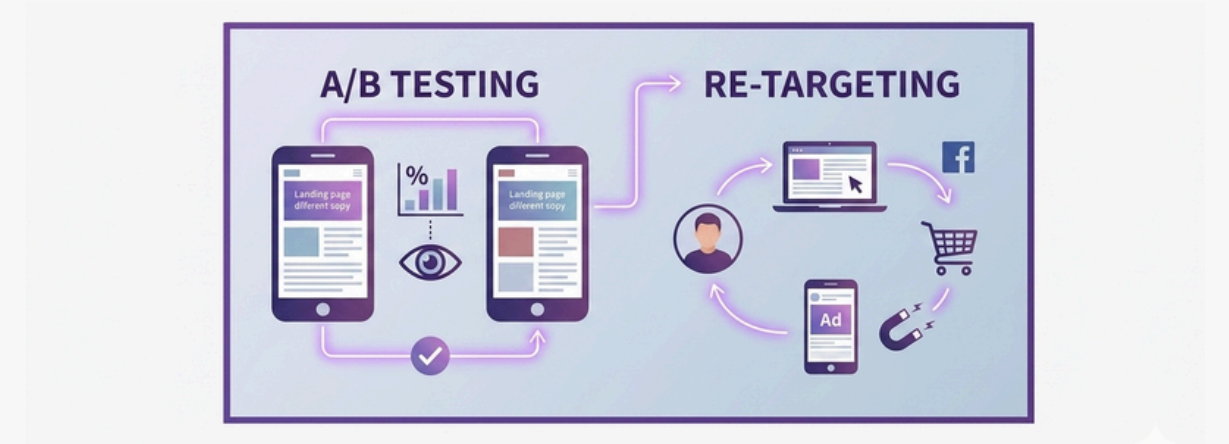 A/B TESTING
RE-TARGETING
%
Landing page
different sopy
Landing page
different sopy
Ad